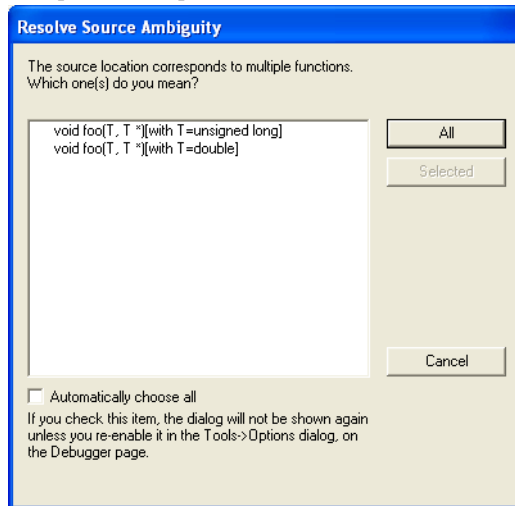 Resolve Source Ambiguity
The source location corresponds to multiple functions.
Which one(s) do you mean?
void foo(T, T *)[with T=unsigned long]
void foo(T, T *)[with T=double]
All
Selected
Cancel
Automatically choose all
If you check this item, the dialog will not be shown again
unless you re-enable it in the Tools->Options dialog, on
the Debugger page.